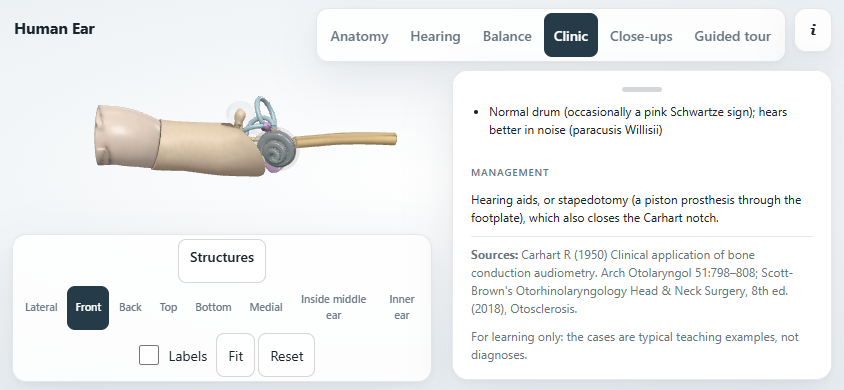 Human Ear
Anatomy Hearing Balance Clinic Close-ups Guided tour i
• Normal drum (occasionally a pink Schwartze sign); hears
better in noise (paracusis Willisii)
MANAGEMENT
Hearing aids, or stapedotomy (a piston prosthesis through the
footplate), which also closes the Carhart notch.
Sources: Carhart R (1950) Clinical application of bone
conduction audiometry. Arch Otolaryngol 51:798–808; Scott-
Brown's Otorhinolaryngology Head & Neck Surgery, 8th ed.
(2018), Otosclerosis.
For learning only: the cases are typical teaching examples, not
diagnoses.
Structures
Lateral Front Back Top Bottom Medial Inside middle ear Inner ear
Labels Fit Reset